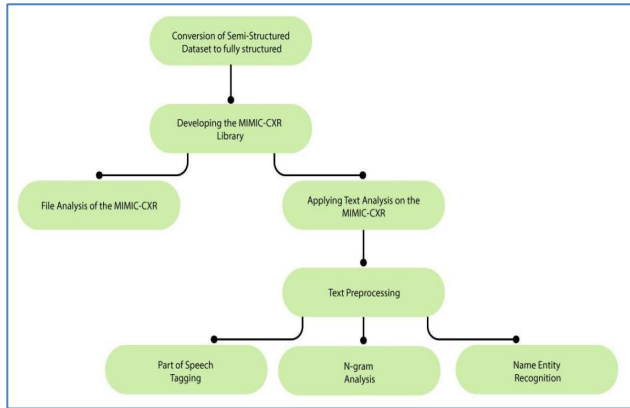 Conversion of Semi-Structured
Dataset to fully structured
Developing the MIMIC-CXR
Library
File Analysis of the MIMIC-CXR
Applying Text Analysis on the
MIMIC-CXR
Text Preprocessing
Part of Speech
Tagging
N-gram
Analysis
Name Entity
Recognition